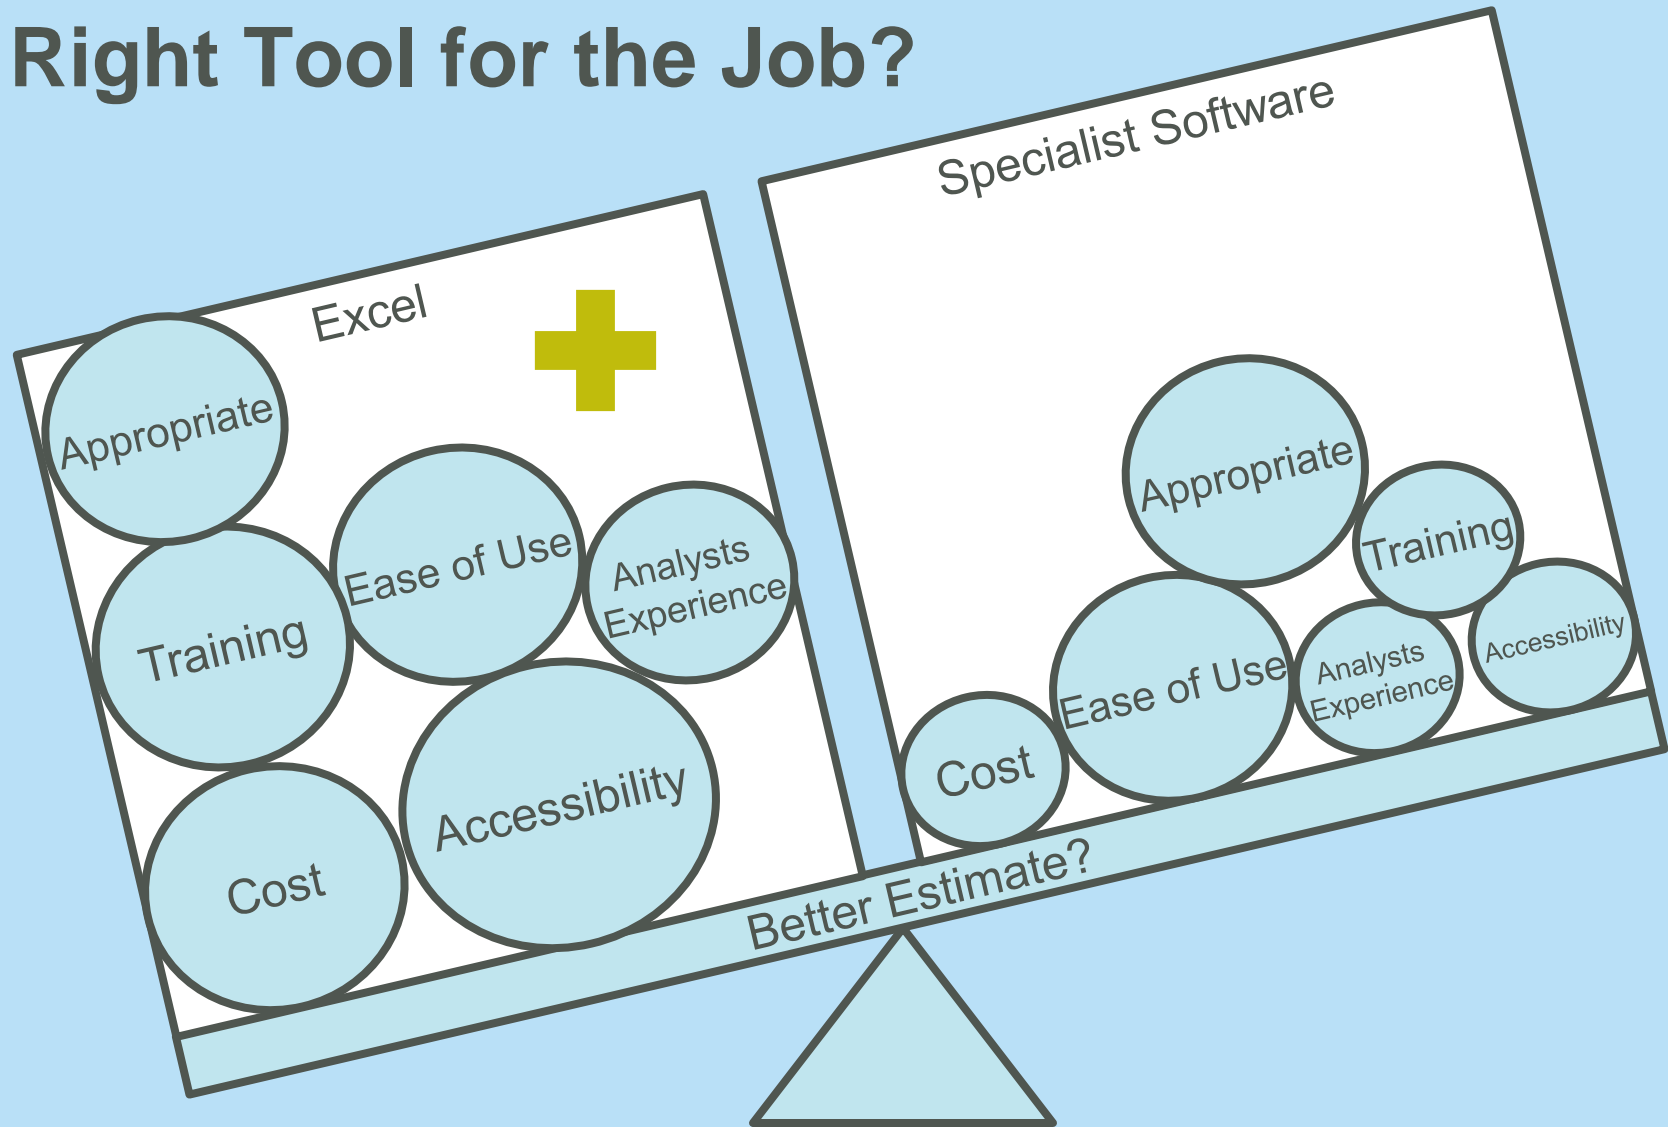 Right Tool for the Job?
Excel
Appropriate
Training
Ease of Use
Analysts
Experience
Cost
Accessibility
Specialist Software
Appropriate
Training
Cost
Ease of Use
Analysts
Experience
Accessibility
Better Estimate?